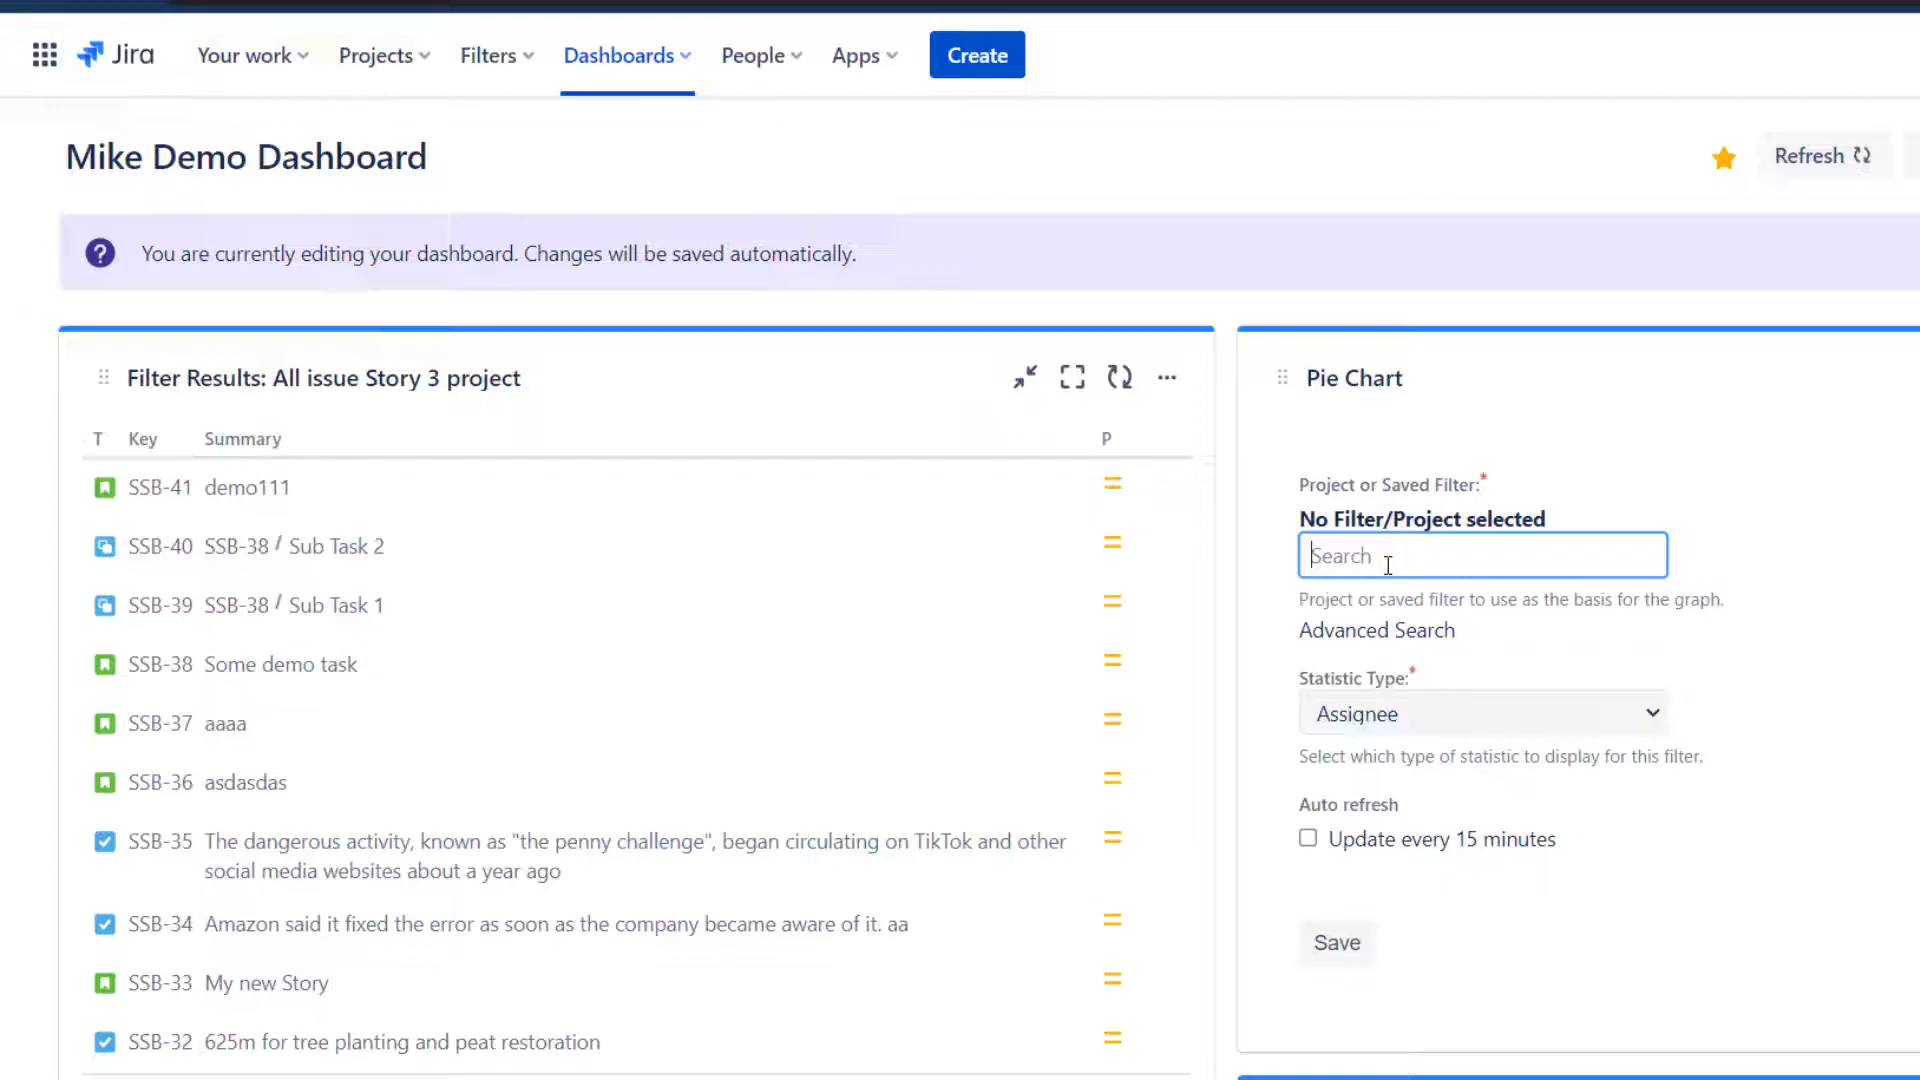 Jira
Your work
Projects
Filters
Dashboards
People
Apps
Create
Mike Demo Dashboard
Refresh
? You are currently editing your dashboard. Changes will be saved automatically.
Filter Results: All issue Story 3 project
T Key Summary P
SSB-41 demo111
SSB-40 SSB-38 / Sub Task 2
SSB-39 SSB-38 / Sub Task 1
SSB-38 Some demo task
SSB-37 aaaa
SSB-36 asdasdas
SSB-35 The dangerous activity, known as "the penny challenge", began circulating on TikTok and other
social media websites about a year ago
SSB-34 Amazon said it fixed the error as soon as the company became aware of it. aa
SSB-33 My new Story
SSB-32 625m for tree planting and peat restoration
Pie Chart
Project or Saved Filter:*
No Filter/Project selected
Search
Project or saved filter to use as the basis for the graph.
Advanced Search
Statistic Type:*
Assignee
Select which type of statistic to display for this filter.
Auto refresh
Update every 15 minutes
Save